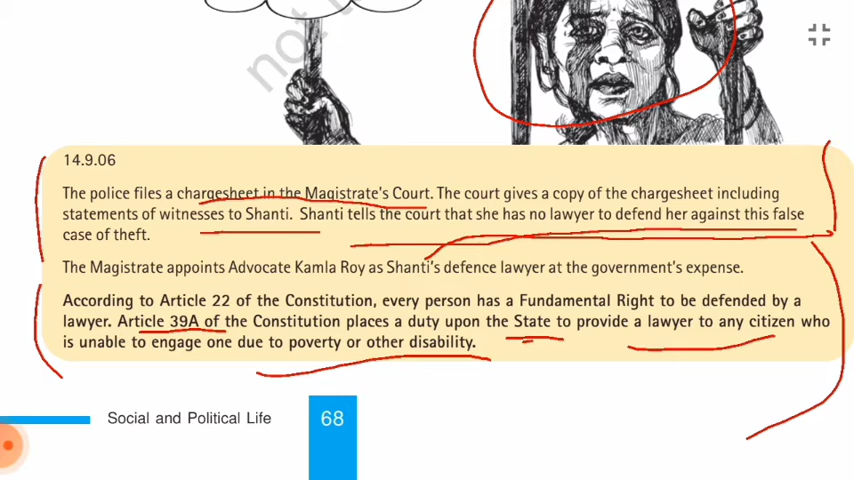 not t
14.9.06
The police files a chargesheet in the Magistrate's Court. The court gives a copy of the chargesheet including
statements of witnesses to Shanti. Shanti tells the court that she has no lawyer to defend her against this false
case of theft.
The Magistrate appoints Advocate Kamla Roy as Shanti's defence lawyer at the government's expense.
According to Article 22 of the Constitution, every person has a Fundamental Right to be defended by a
lawyer. Article 39A of the Constitution places a duty upon the State to provide a lawyer to any citizen who
is unable to engage one due to poverty or other disability.
Social and Political Life 68